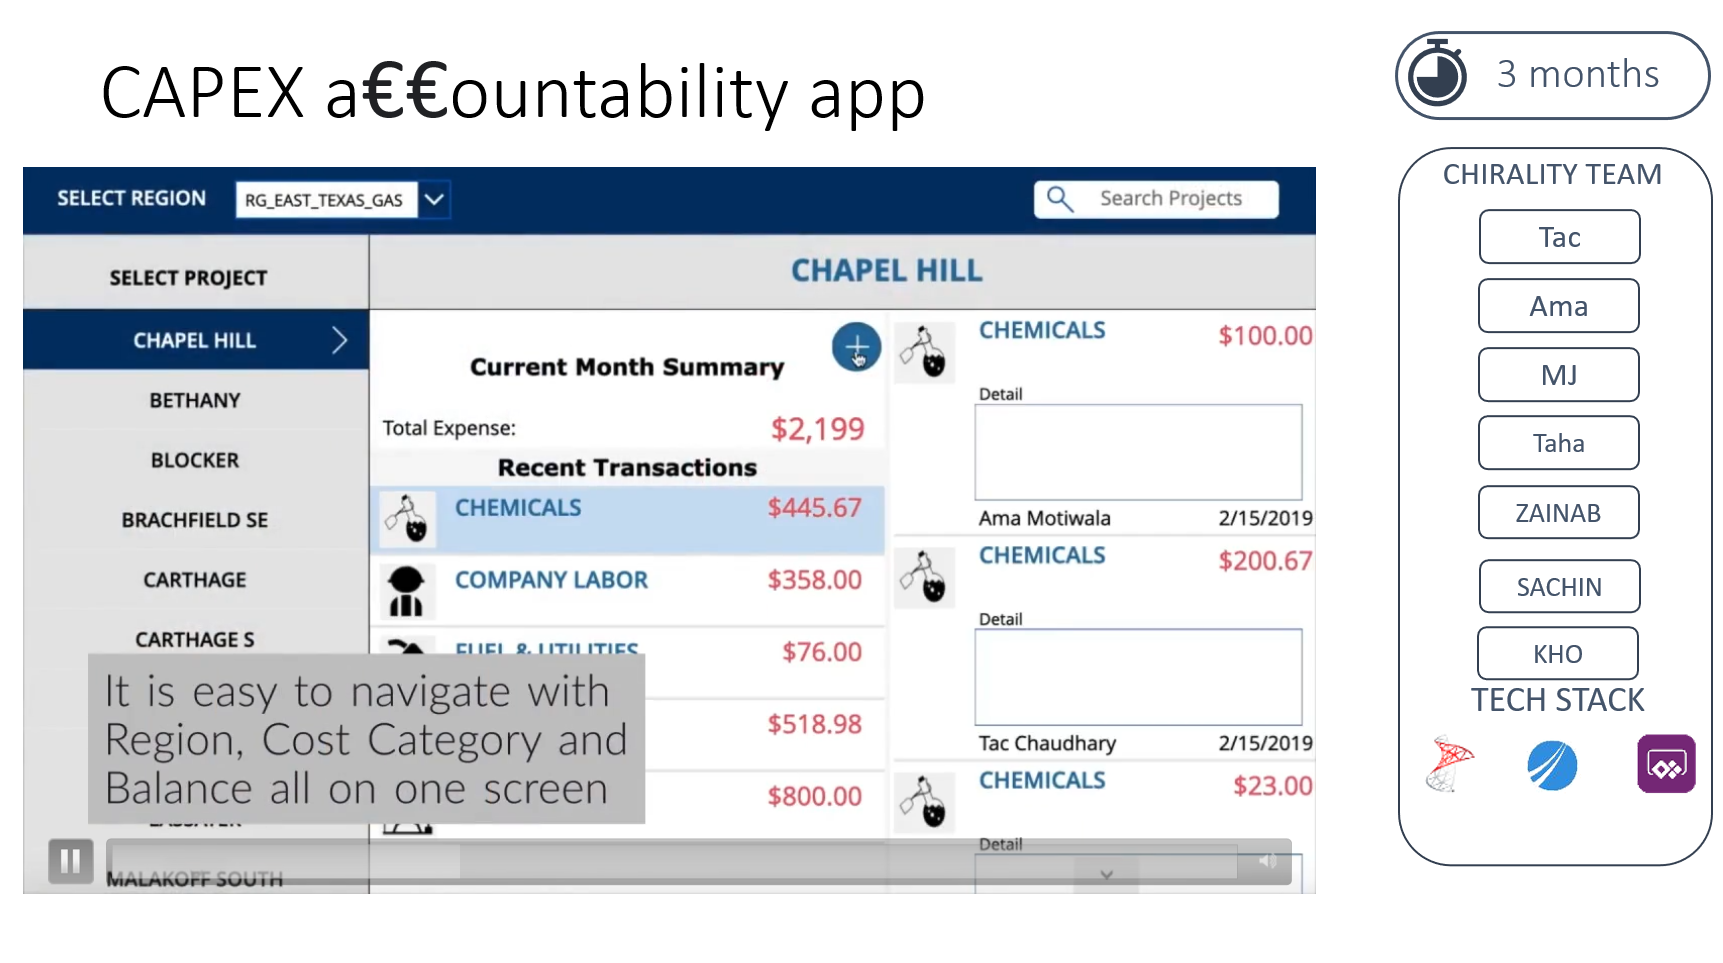 CAPEX a€€ountability app
3 months
SELECT REGION
RG_EAST_TEXAS_GAS
Search Projects
SELECT PROJECT
CHAPEL HILL
CHAPEL HILL
BETHANY
BLOCKER
BRACHFIELD SE
CARTHAGE
CARTHAGE S
MALAKOFF SOUTH
Current Month Summary
Total Expense: $2,199
Recent Transactions
CHEMICALS $445.67
COMPANY LABOR $358.00
FUEL & UTILITIES $76.00
$518.98
$800.00
CHEMICALS $100.00
Detail
Ama Motiwala 2/15/2019
CHEMICALS $200.67
Detail
Tac Chaudhary 2/15/2019
CHEMICALS $23.00
Detail
It is easy to navigate with
Region, Cost Category and
Balance all on one screen
CHIRALITY TEAM
Tac
Ama
MJ
Taha
ZAINAB
SACHIN
KHO
TECH STACK